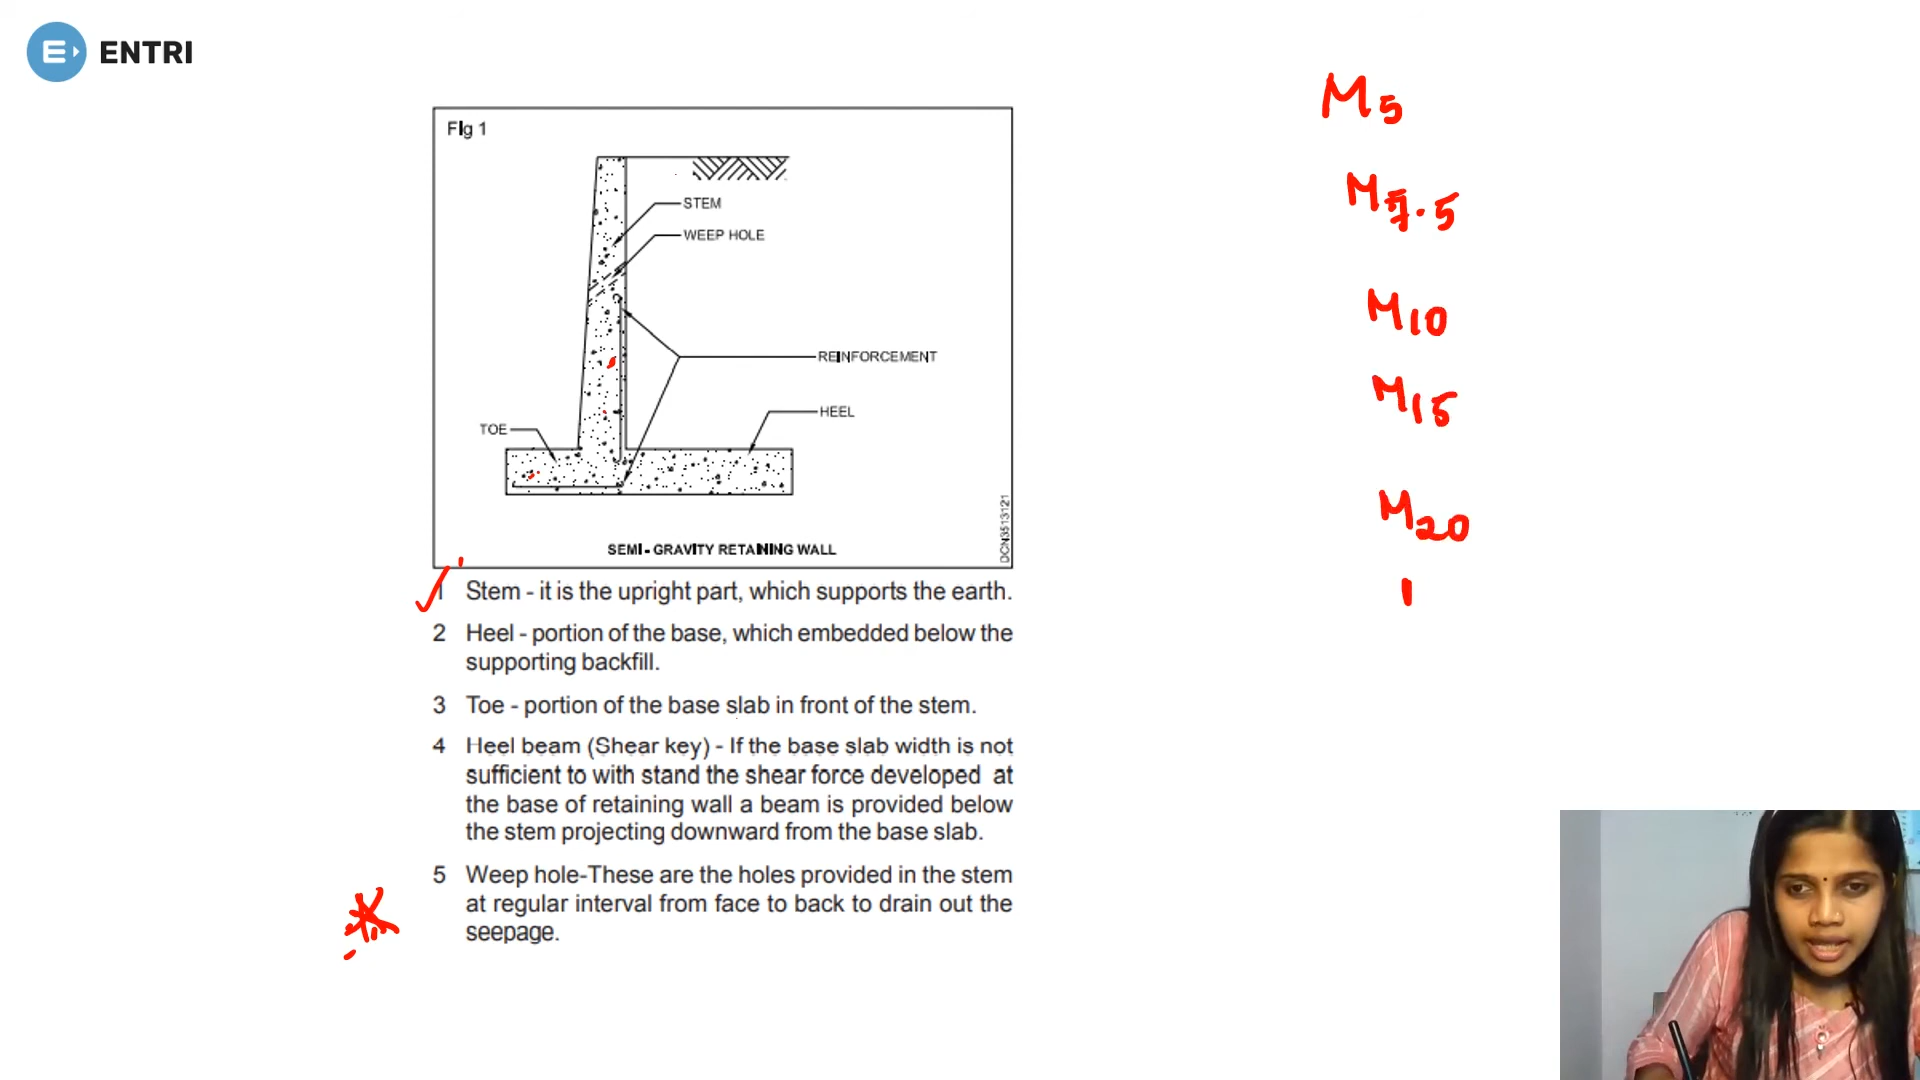 ENTRI
Fig 1
STEM
WEEP HOLE
REINFORCEMENT
HEEL
TOE
DCN3513121
SEMI - GRAVITY RETAINING WALL
1 Stem - it is the upright part, which supports the earth.
2 Heel - portion of the base, which embedded below the
supporting backfill.
3 Toe - portion of the base slab in front of the stem.
4 Heel beam (Shear key) - If the base slab width is not
sufficient to with stand the shear force developed at
the base of retaining wall a beam is provided below
the stem projecting downward from the base slab.
5 Weep hole-These are the holes provided in the stem
at regular interval from face to back to drain out the
seepage.
M5
M7.5
M10
M15
M20